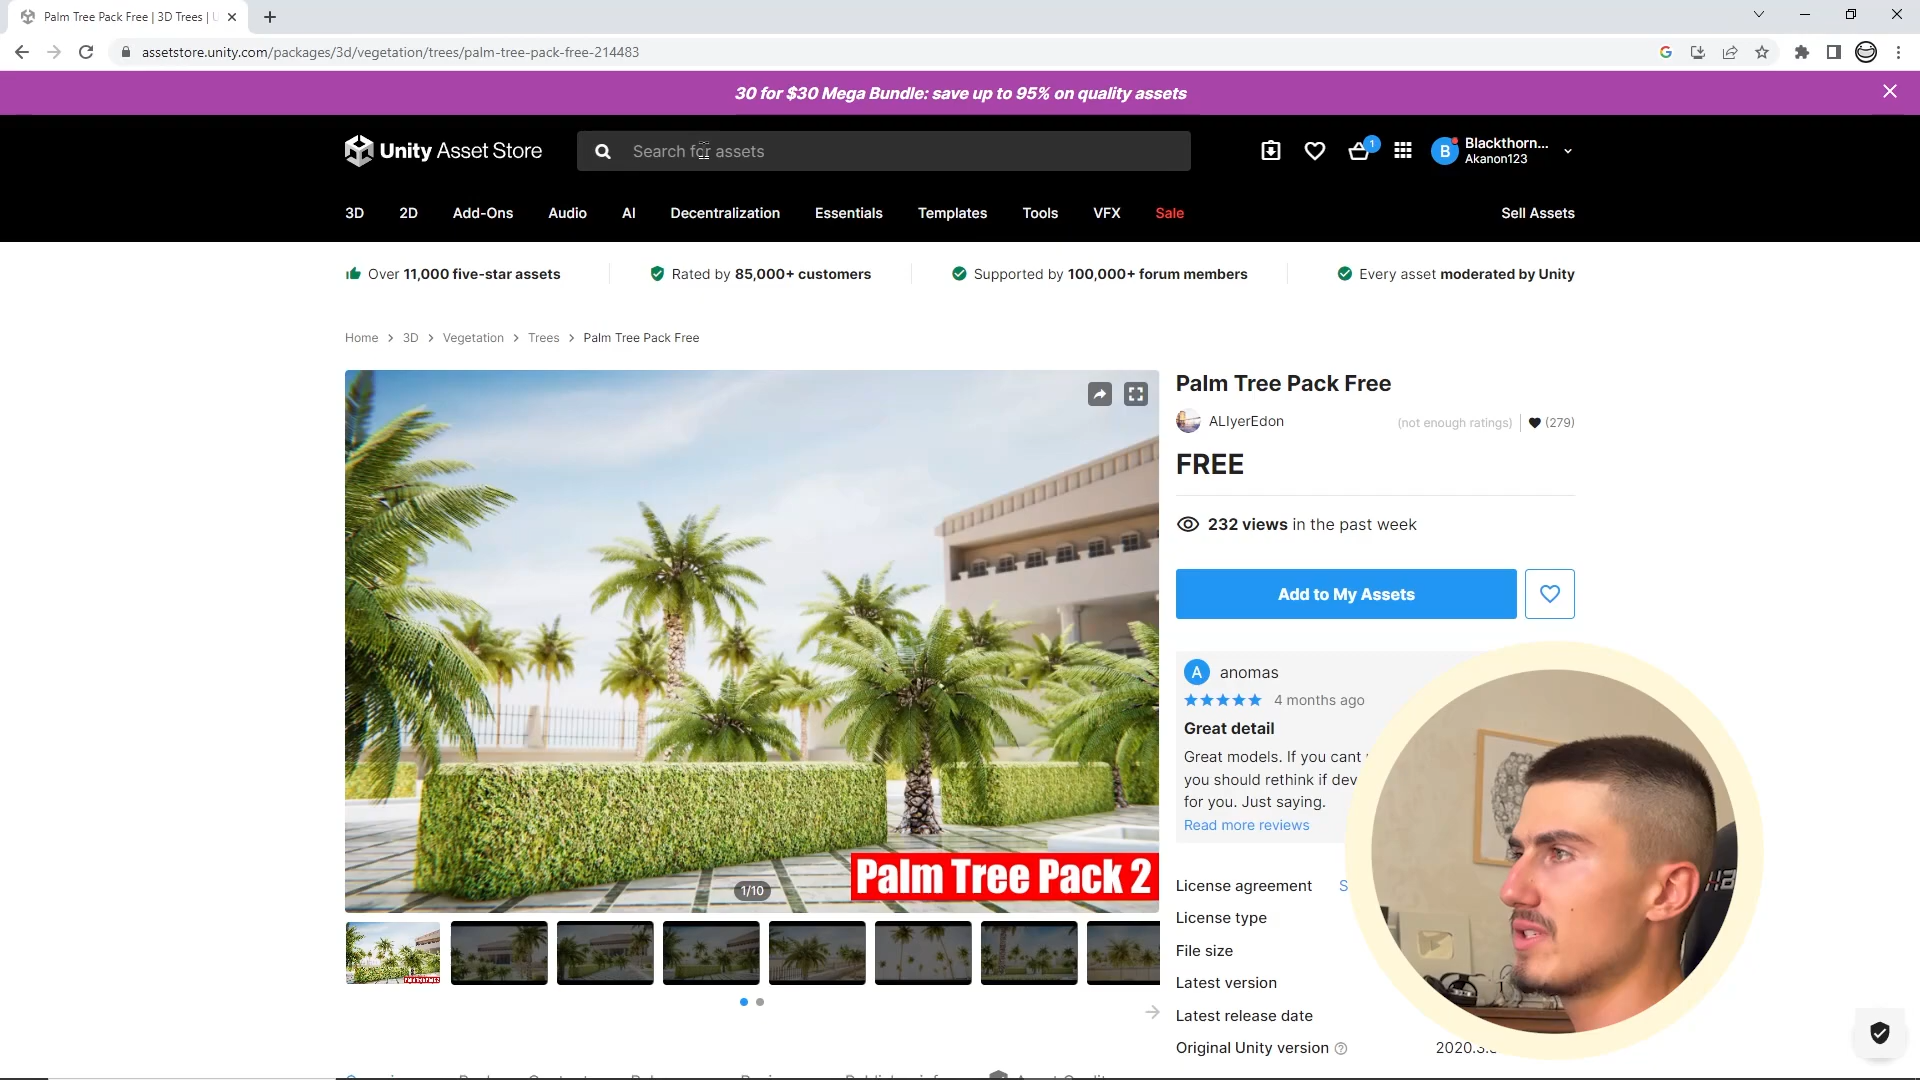 Palm Tree Pack Free | 3D Trees |
assetstore.unity.com/packages/3d/vegetation/trees/palm-tree-pack-free-214483
30 for $30 Mega Bundle: save up to 95% on quality assets
Unity Asset Store
Search for assets
1
B
Blackthorn...
Akanon123
3D 2D Add-Ons Audio AI Decentralization Essentials Templates Tools VFX Sale Sell Assets
Over 11,000 five-star assets
Rated by 85,000+ customers
Supported by 100,000+ forum members
Every asset moderated by Unity
Home > 3D > Vegetation > Trees > Palm Tree Pack Free
Palm Tree Pack 2
1/10
Palm Tree Pack Free
ALIyerEdon
(not enough ratings)
(279)
FREE
232 views in the past week
Add to My Assets
A
anomas
4 months ago
Great detail
Great models. If you cant
you should rethink if dev
for you. Just saying.
Read more reviews
License agreement
License type
File size
Latest version
Latest release date
Original Unity version